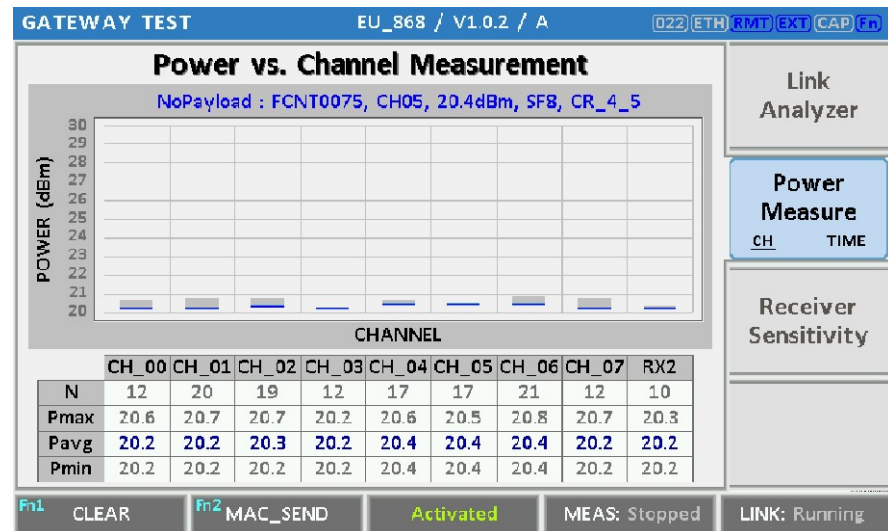 GATEWAY TEST EU_868 / V1.0.2 / A 022 ETH RMT EXT CAP Fn
Power vs. Channel Measurement
NoPayload : FCNT0075, CH05, 20.4dBm, SF8, CR_4_5
POWER (dBm)
30
29
28
27
26
25
24
23
22
21
20
CHANNEL
CH_00 CH_01 CH_02 CH_03 CH_04 CH_05 CH_06 CH_07 RX2
N 12 20 19 12 17 17 21 12 10
Pmax 20.6 20.7 20.7 20.2 20.6 20.5 20.8 20.7 20.3
Pavg 20.2 20.2 20.3 20.2 20.4 20.4 20.4 20.2 20.2
Pmin 20.2 20.2 20.2 20.2 20.4 20.4 20.4 20.2 20.2
Link
Analyzer
Power
Measure
CH TIME
Receiver
Sensitivity
Fn1 CLEAR Fn2 MAC_SEND Activated MEAS: Stopped LINK: Running